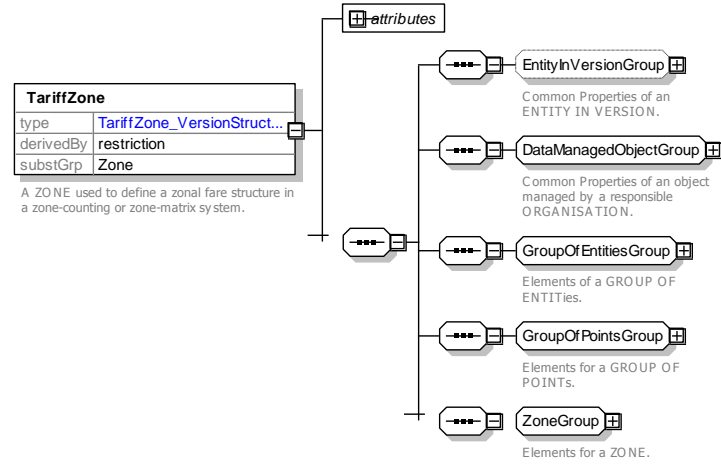 attributes
EntityInVersionGroup
Common Properties of an
ENTITY IN VERSION.
TariffZone
type TariffZone_VersionStruct...
derivedBy restriction
substGrp Zone
A ZONE used to define a zonal fare structure in
a zone-counting or zone-matrix system.
DataManagedObjectGroup
Common Properties of an object
managed by a responsible
ORGANISATION.
GroupOfEntitiesGroup
Elements of a GROUP OF
ENTITies.
GroupOfPointsGroup
Elements for a GROUP OF
POINTs.
ZoneGroup
Elements for a ZONE.